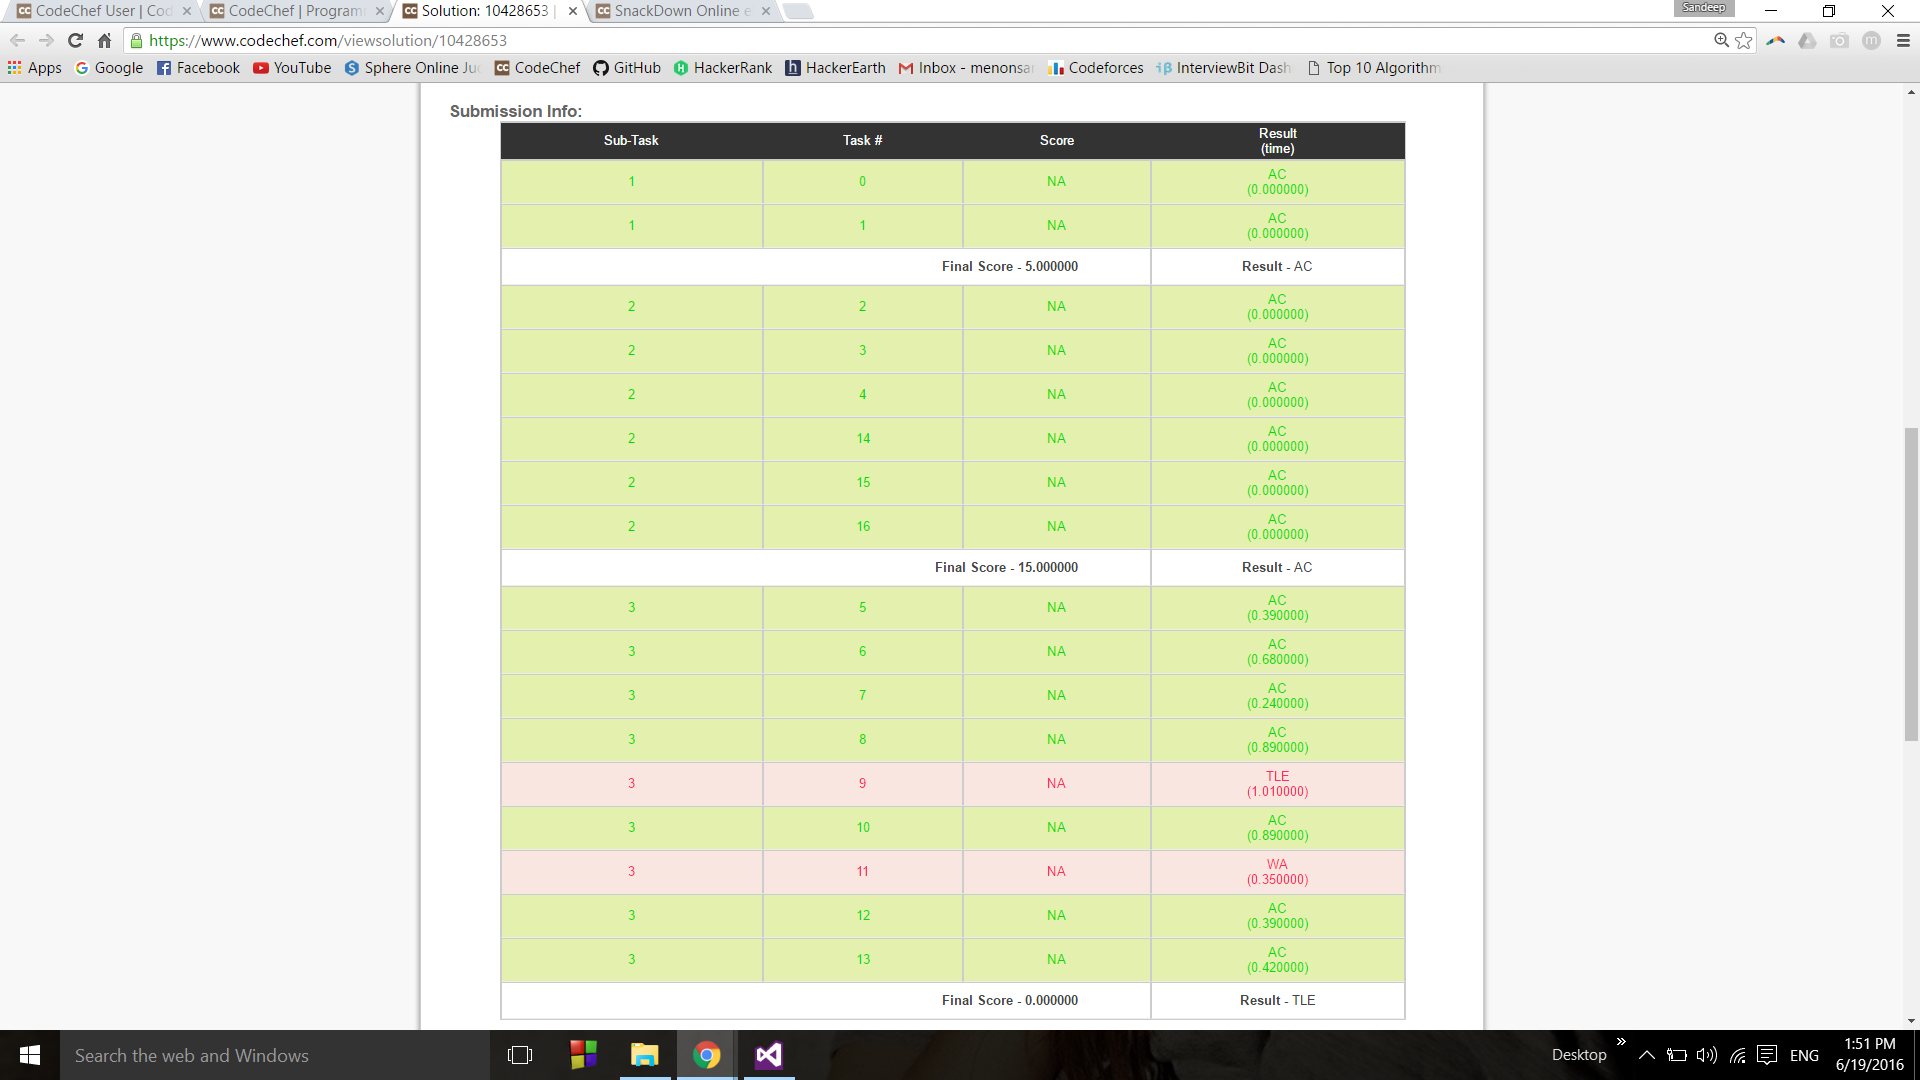 CodeChef User | Cod
CodeChef | Program
Solution: 10428653 |
SnackDown Online e
Sandeep
https://www.codechef.com/viewsolution/10428653
Apps Google Facebook YouTube Sphere Online Ju CodeChef GitHub HackerRank HackerEarth Inbox - menonsa Codeforces InterviewBit Dash Top 10 Algorithm
Submission Info:
Sub-Task Task # Score Result
(time)
1 0 NA AC
(0.000000)
1 1 NA AC
(0.000000)
Final Score - 5.000000 Result - AC
2 2 NA AC
(0.000000)
2 3 NA AC
(0.000000)
2 4 NA AC
(0.000000)
2 14 NA AC
(0.000000)
2 15 NA AC
(0.000000)
2 16 NA AC
(0.000000)
Final Score - 15.000000 Result - AC
3 5 NA AC
(0.390000)
3 6 NA AC
(0.680000)
3 7 NA AC
(0.240000)
3 8 NA AC
(0.890000)
3 9 NA TLE
(1.010000)
3 10 NA AC
(0.890000)
3 11 NA WA
(0.350000)
3 12 NA AC
(0.390000)
3 13 NA AC
(0.420000)
Final Score - 0.000000 Result - TLE
Search the web and Windows
Desktop
ENG
1:51 PM
6/19/2016